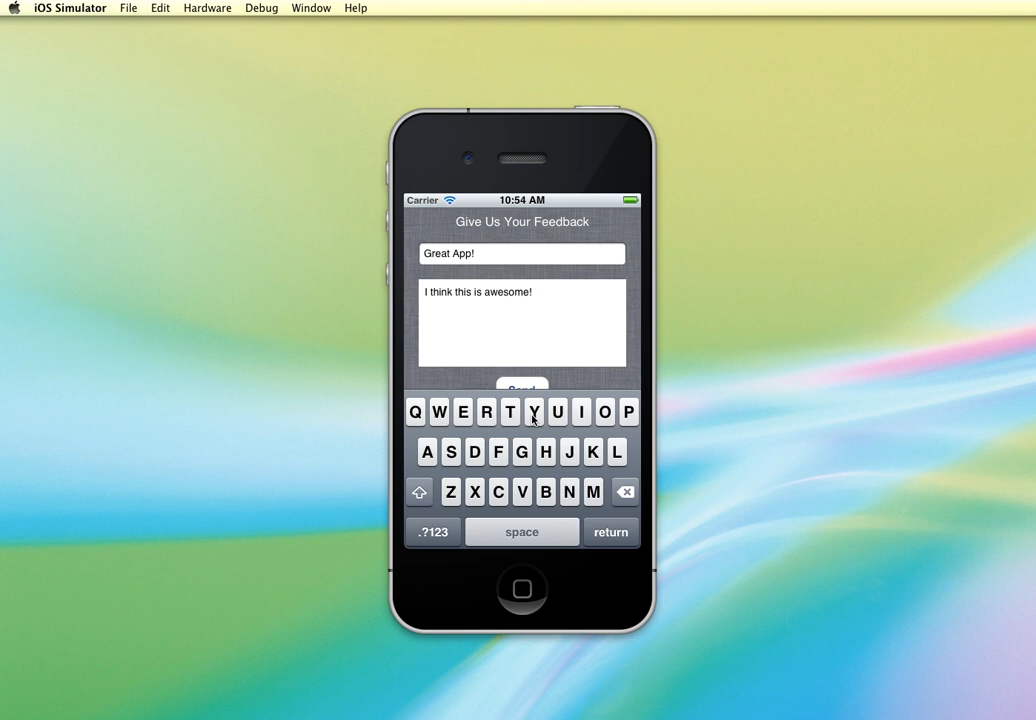 iOS Simulator File Edit Hardware Debug Window Help
Carrier 10:54 AM
Give Us Your Feedback
Great App!
I think this is awesome!
Send
Q W E R T Y U I O P
A S D F G H J K L
Z X C V B N M
.?123 space return